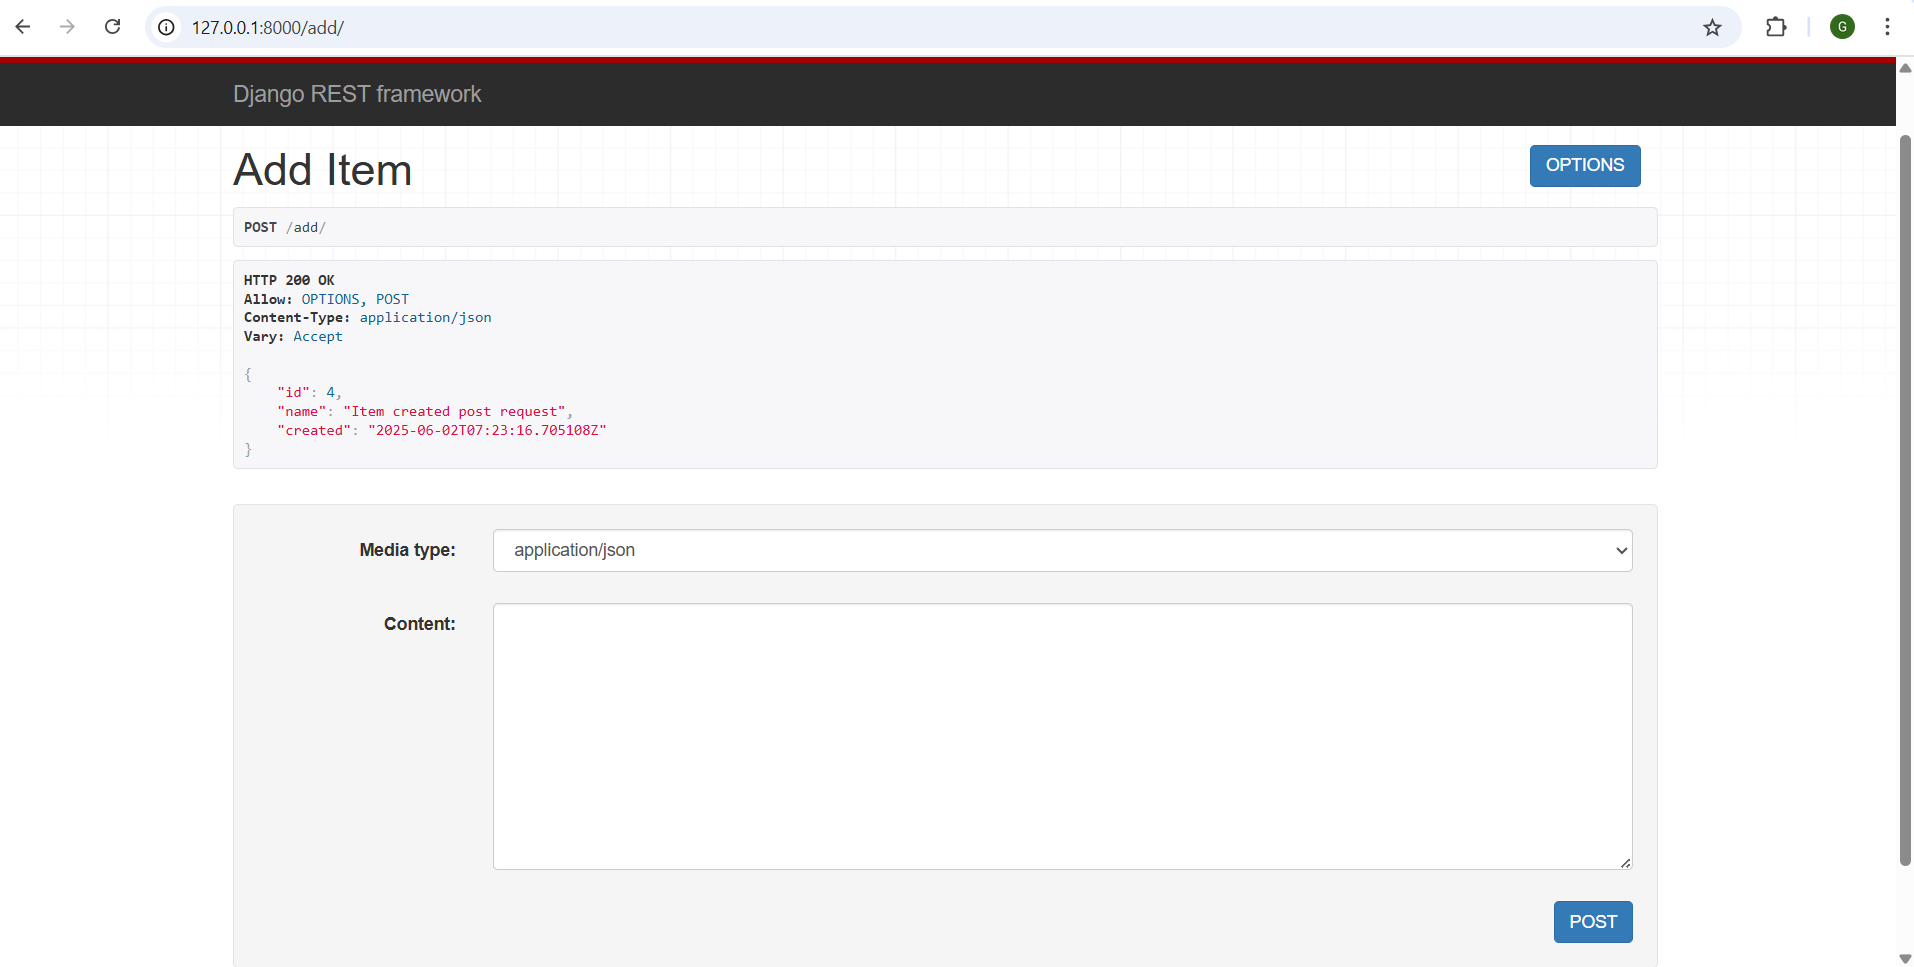 127.0.0.1:8000/add/
G
Django REST framework
Add Item
OPTIONS
POST /add/
HTTP 200 OK
Allow: OPTIONS, POST
Content-Type: application/json
Vary: Accept
{
    "id": 4,
    "name": "Item created post request",
    "created": "2025-06-02T07:23:16.705108Z"
}
Media type:
application/json
Content:
POST